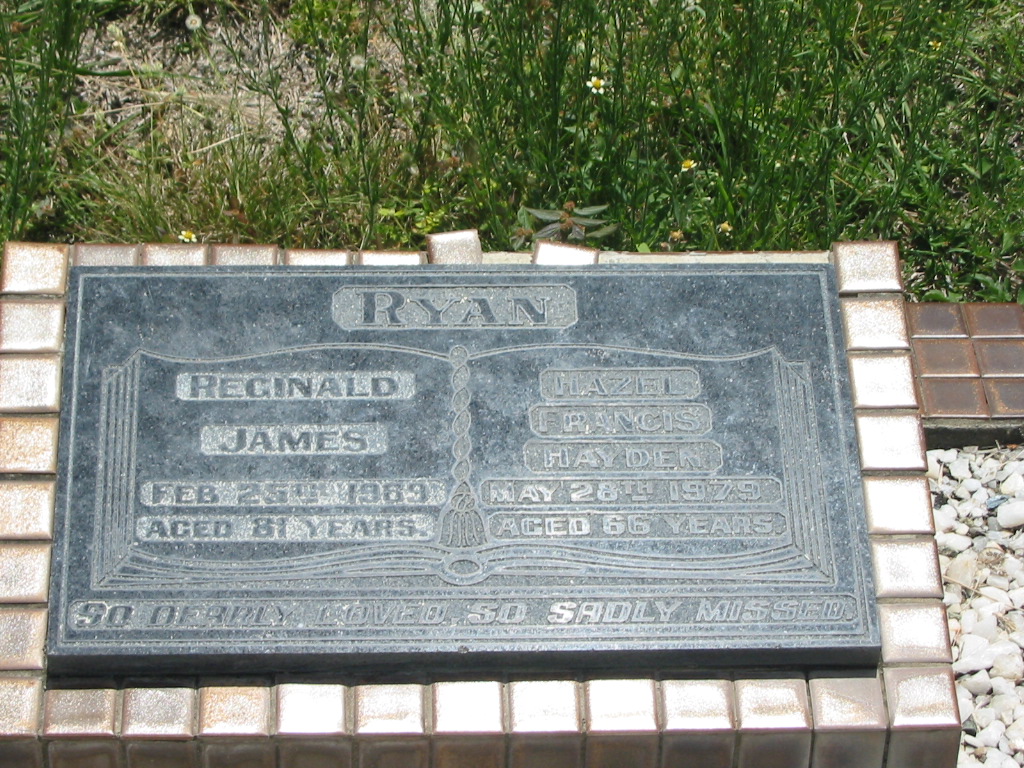 RYAN
REGINALD
JAMES
FEB 25TH 1989
AGED 81 YEARS.
HAZEL
FRANCIS
HAYDEN
MAY 28TH 1979
AGED 66 YEARS.
SO DEARLY LOVED, SO SADLY MISSED.